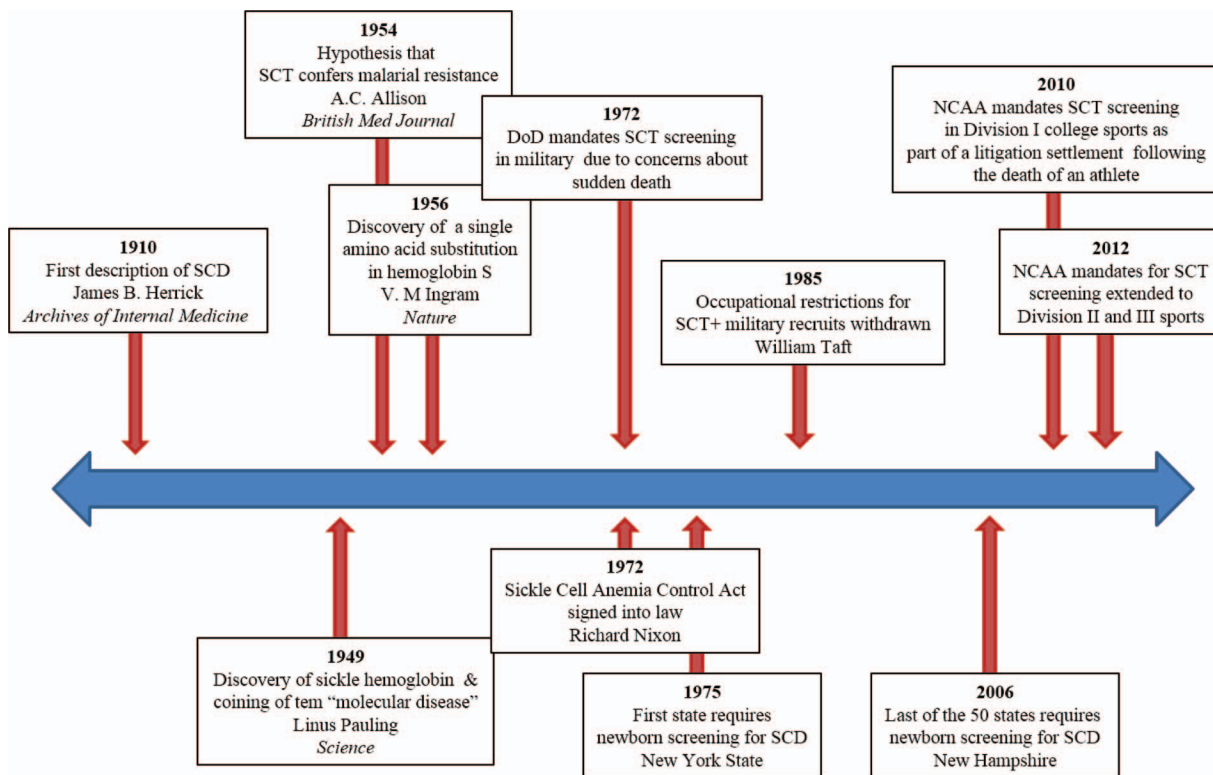 1954
Hypothesis that
SCT confers malarial resistance
A.C. Allison
British Med Journal
1972
DoD mandates SCT screening
in military due to concerns about
sudden death
2010
NCAA mandates SCT screening
in Division I college sports as
part of a litigation settlement following
the death of an athlete
1910
First description of SCD
James B. Herrick
Archives of Internal Medicine
1956
Discovery of a single
amino acid substitution
in hemoglobin S
V. M Ingram
Nature
1985
Occupational restrictions for
SCT+ military recruits withdrawn
William Taft
2012
NCAA mandates for SCT
screening extended to
Division II and III sports
1949
Discovery of sickle hemoglobin &
coining of tem “molecular disease”
Linus Pauling
Science
1972
Sickle Cell Anemia Control Act
signed into law
Richard Nixon
1975
First state requires
newborn screening for SCD
New York State
2006
Last of the 50 states requires
newborn screening for SCD
New Hampshire